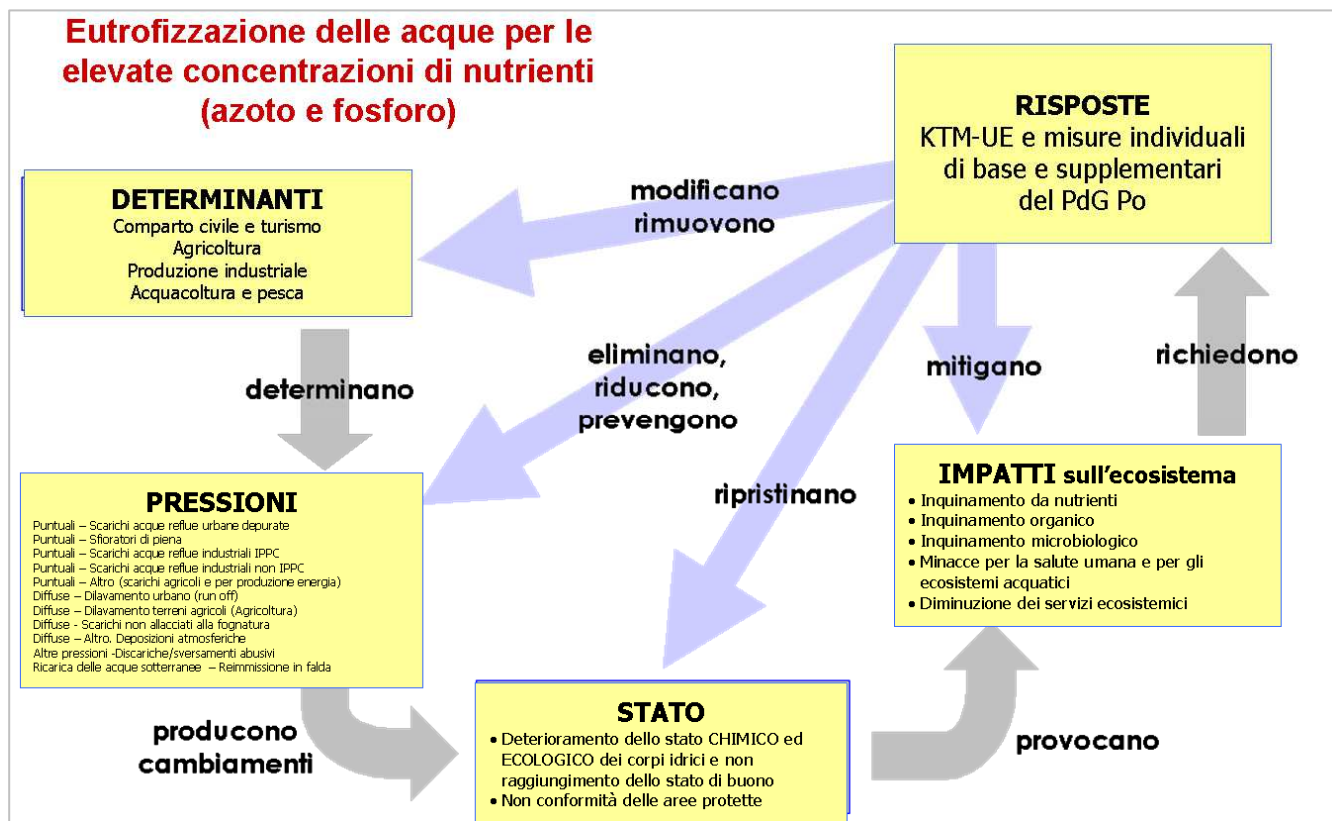 Eutrofizzazione delle acque per le
elevate concentrazioni di nutrienti
(azoto e fosforo)
RISPOSTE
KTM-UE e misure individuali
di base e supplementari
del PdG Po
DETERMINANTI
Comparto civile e turismo
Agricoltura
Produzione industriale
Acquacoltura e pesca
modificano
rimuovono
determinano
eliminano,
riducono,
prevengono
mitigano
richiedono
ripristinano
PRESSIONI
Puntuali – Scarichi acque reflue urbane depurate
Puntuali – Sfioratori di piena
Puntuali – Scarichi acque reflue industriali IPPC
Puntuali – Scarichi acque reflue industriali non IPPC
Puntuali – Altro (scarichi agricoli e per produzione energia)
Diffuse – Dilavamento urbano (run off)
Diffuse – Dilavamento terreni agricoli (Agricoltura)
Diffuse - Scarichi non allacciati alla fognatura
Diffuse – Altro. Deposizioni atmosferiche
Altre pressioni -Discariche/sversamenti abusivi
Ricarica delle acque sotterranee – Reimmissione in falda
IMPATTI sull'ecosistema
• Inquinamento da nutrienti
• Inquinamento organico
• Inquinamento microbiologico
• Minacce per la salute umana e per gli
ecosistemi acquatici
• Diminuzione dei servizi ecosistemici
producono
cambiamenti
STATO
• Deterioramento dello stato CHIMICO ed
ECOLOGICO dei corpi idrici e non
raggiungimento dello stato di buono
• Non conformità delle aree protette
provocano